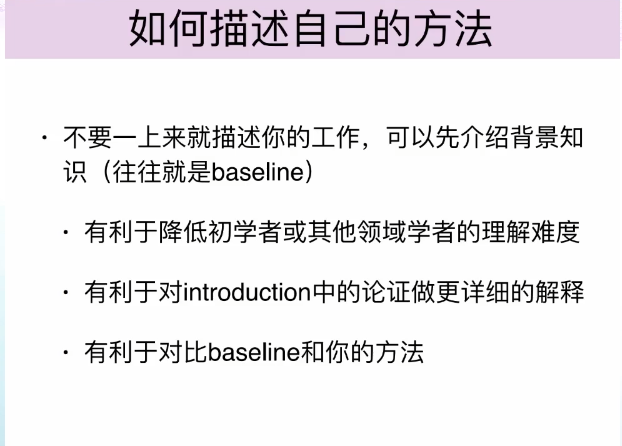 如何描述自己的方法
· 不要一上来就描述你的工作，可以先介绍背景知
识（往往就是baseline）
· 有利于降低初学者或其他领域学者的理解难度
· 有利于对introduction中的论证做更详细的解释
· 有利于对比baseline和你的方法